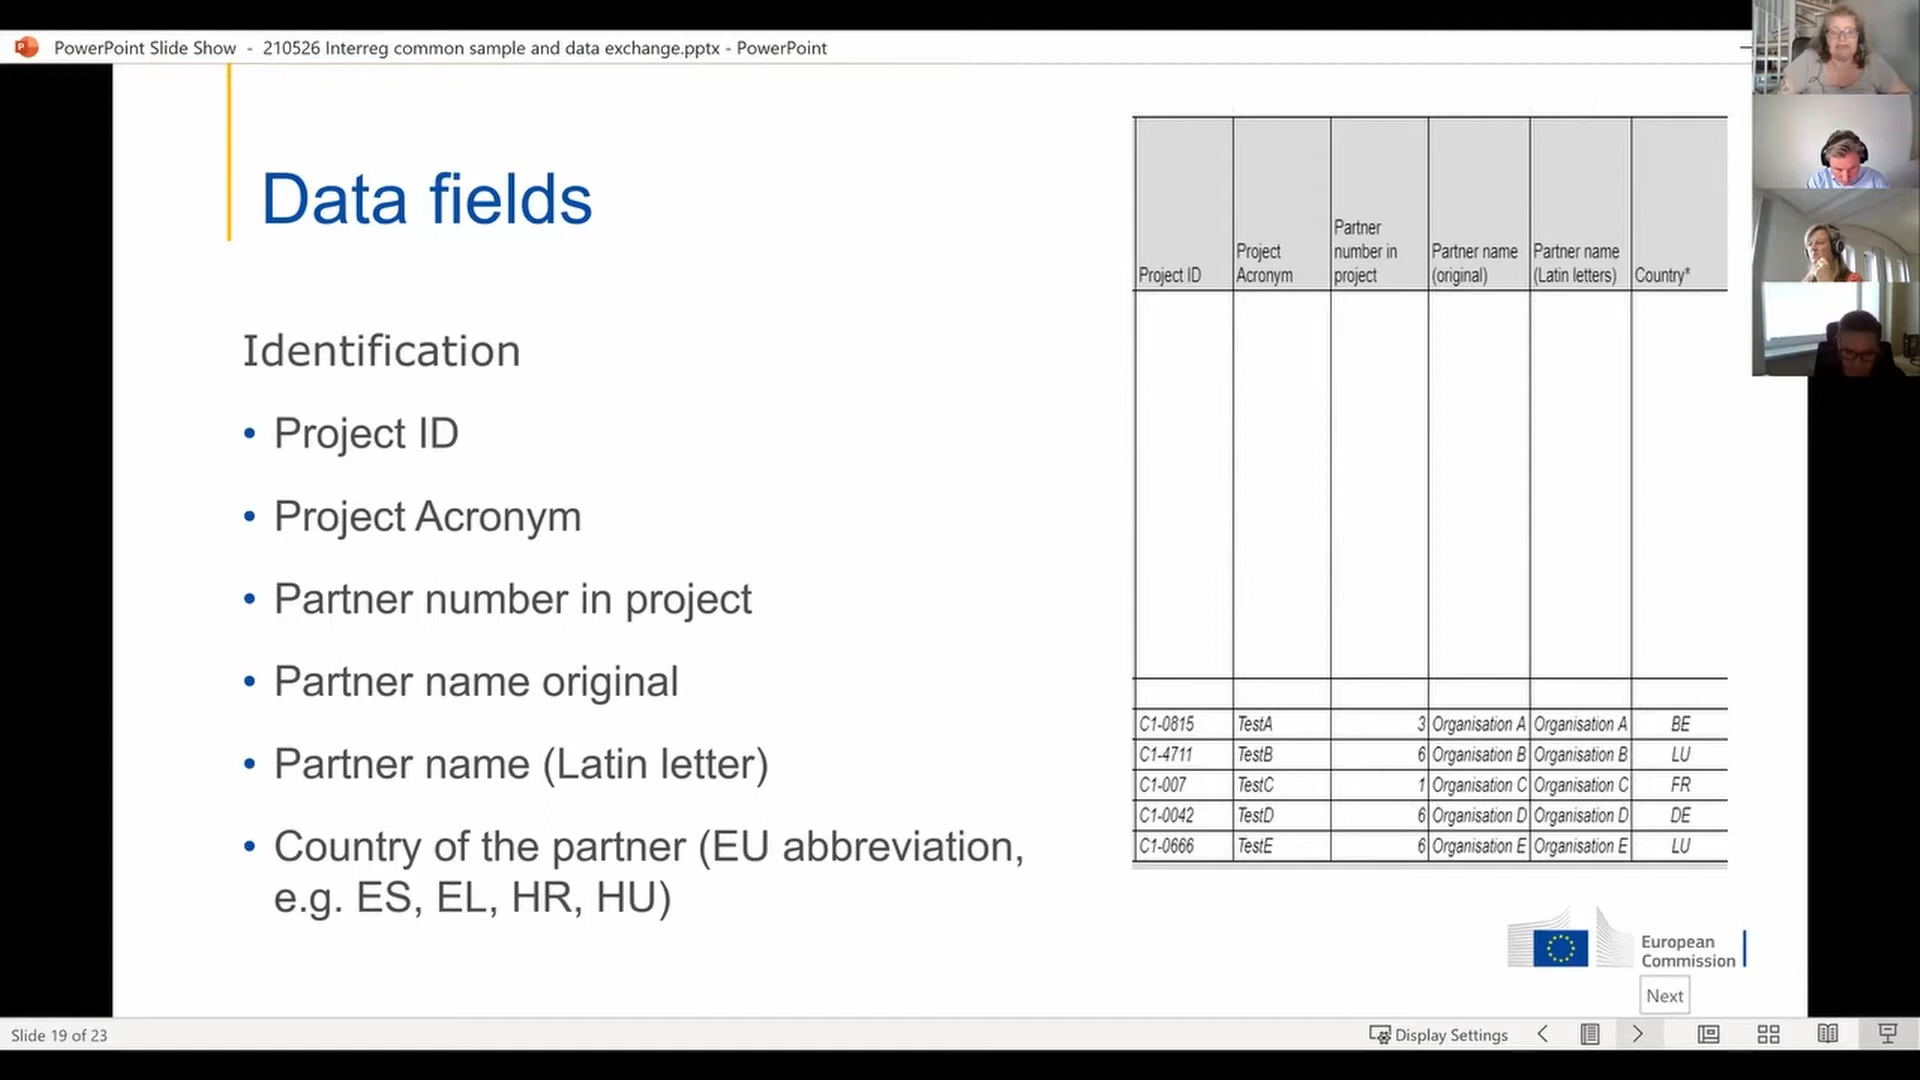 PowerPoint Slide Show - 210526 Interreg common sample and data exchange.pptx - PowerPoint
Data fields
Identification
• Project ID
• Project Acronym
• Partner number in project
• Partner name original
• Partner name (Latin letter)
• Country of the partner (EU abbreviation,
e.g. ES, EL, HR, HU)
Project ID
Project
Acronym
Partner
number in
project
Partner name
(original)
Partner name
(Latin letters)
Country*
C1-0815 TestA 3 Organisation A Organisation A BE
C1-4711 TestB 6 Organisation B Organisation B LU
C1-007 TestC 1 Organisation C Organisation C FR
C1-0042 TestD 6 Organisation D Organisation D DE
C1-0666 TestE 6 Organisation E Organisation E LU
European
Commission
Next
Slide 19 of 23
Display Settings